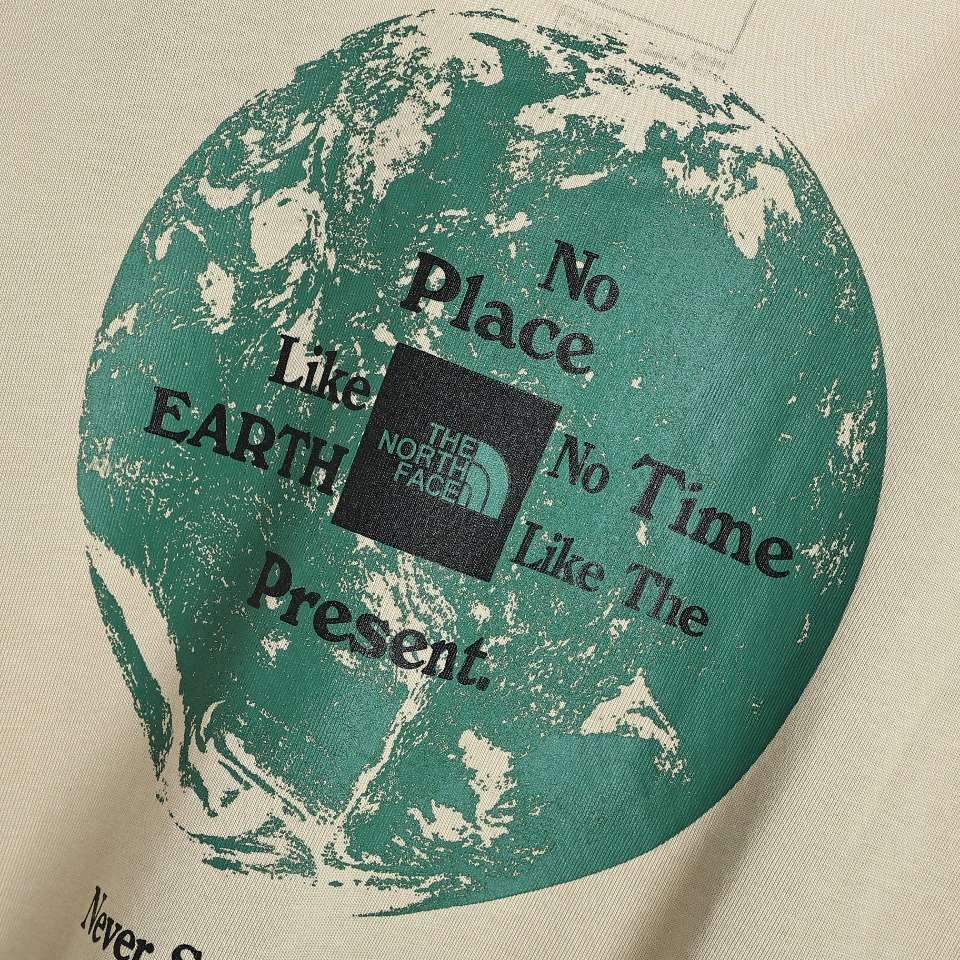 No
Place
Like
EARTH
THE
NORTH
FACE
No Time
Like The
Present.
Never